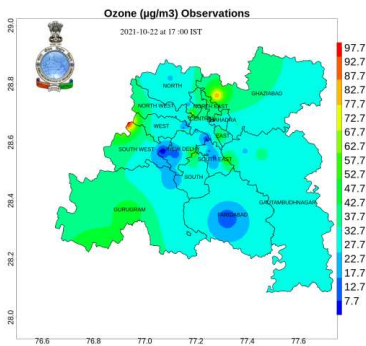 Ozone (µg/m3) Observations
2021-10-22 at 17 :00 IST
29.0
28.8
28.6
28.4
28.2
28.0
NORTH
GHAZIABAD
NORTH WEST
NORTH EAST
CENTRAL
SHAHDARA
WEST
EAST
SOUTH WEST
NEW DELHI
SOUTH EAST
SOUTH
GAUTAMBUDHNAGAR
GURUGRAM
FARIDABAD
76.6 76.8 77.0 77.2 77.4 77.6
97.7
92.7
87.7
82.7
77.7
72.7
67.7
62.7
57.7
52.7
47.7
42.7
37.7
32.7
27.7
22.7
17.7
12.7
7.7